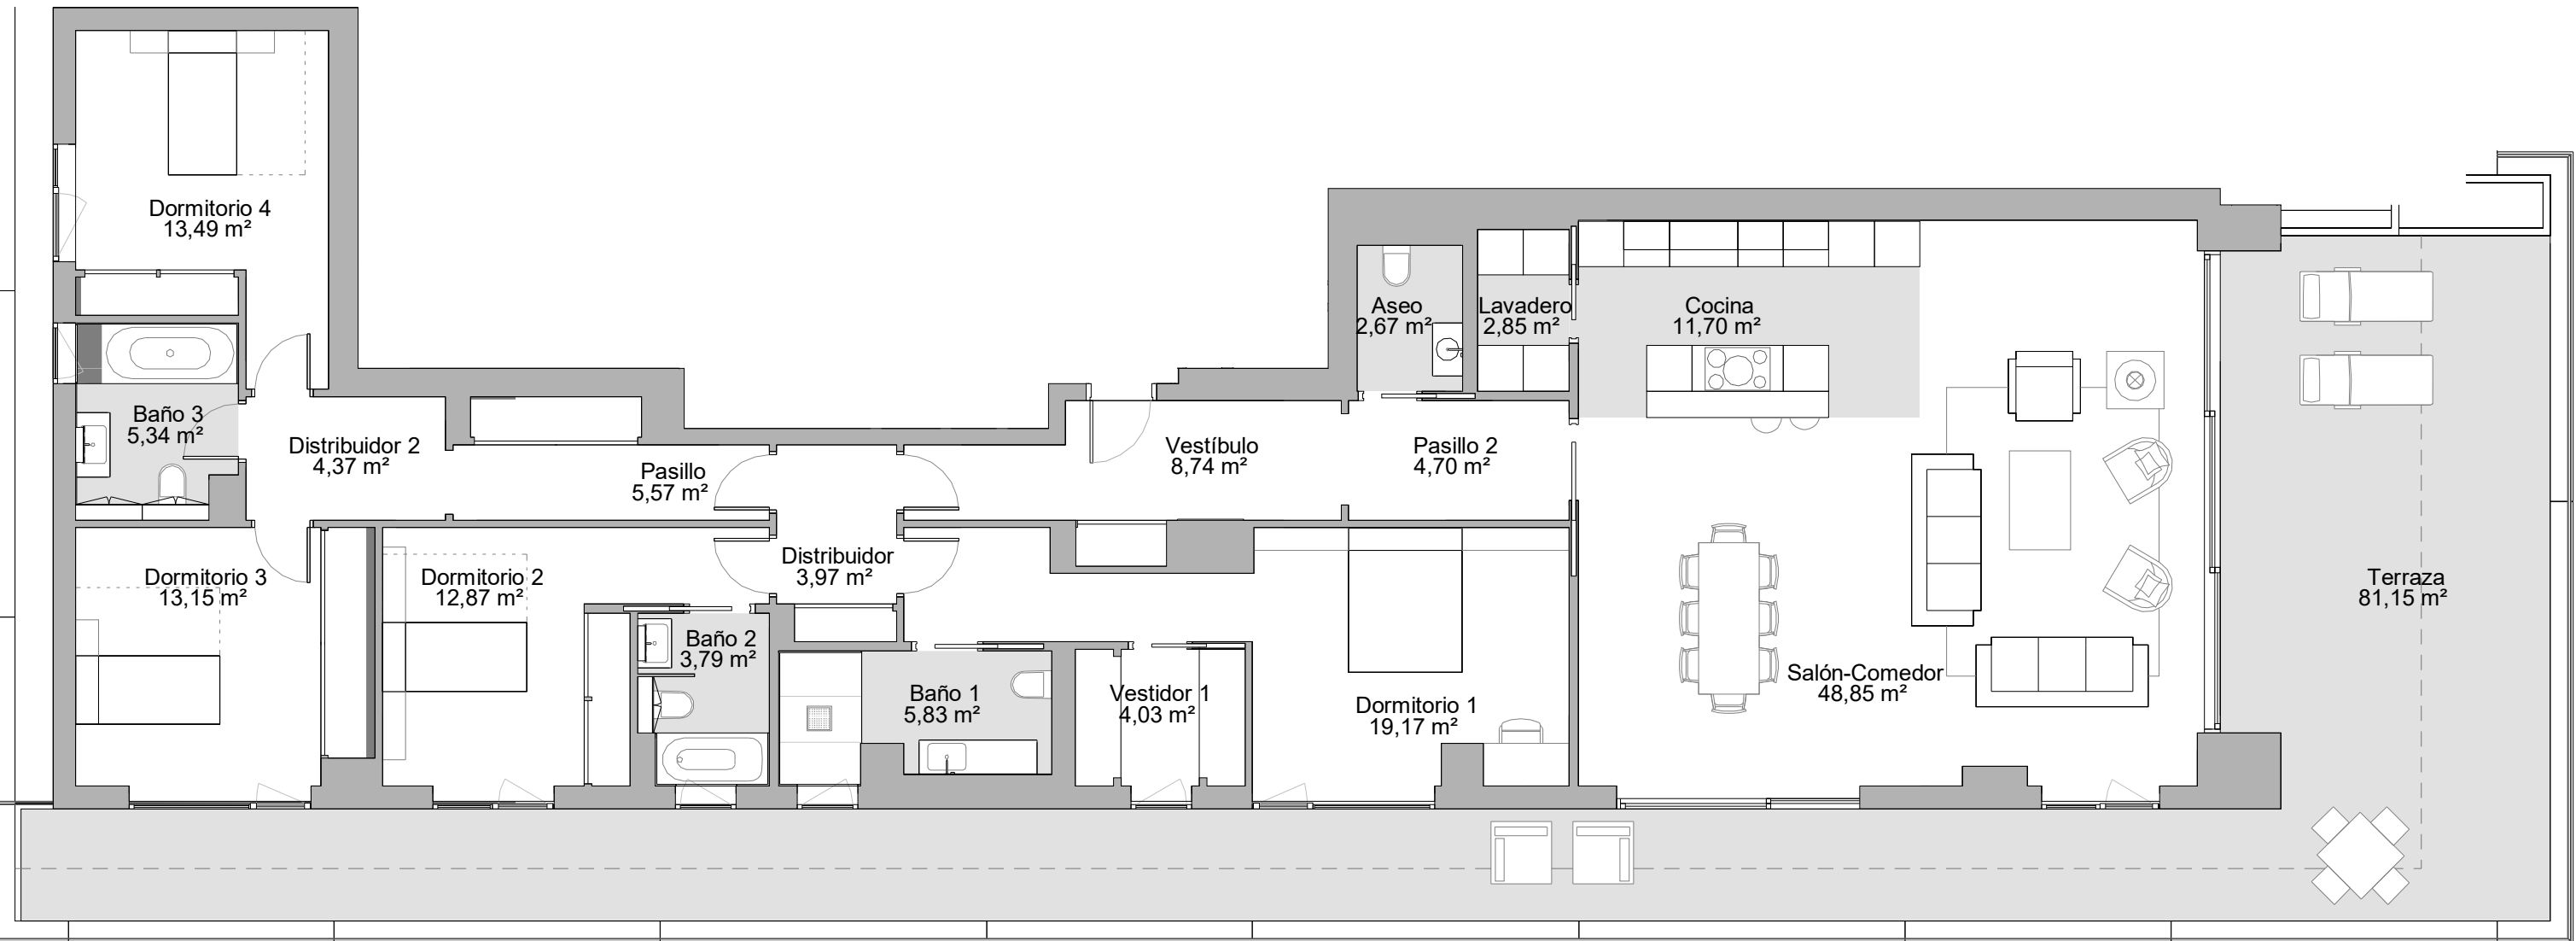 Dormitorio 4
13,49 m²
Aseo
2,67 m²
Lavadero
2,85 m²
Cocina
11,70 m²
Baño 3
5,34 m²
Distribuidor 2
4,37 m²
Pasillo
5,57 m²
Vestíbulo
8,74 m²
Pasillo 2
4,70 m²
Dormitorio 3
13,15 m²
Dormitorio 2
12,87 m²
Distribuidor
3,97 m²
Terraza
81,15 m²
Baño 2
3,79 m²
Baño 1
5,83 m²
Vestidor 1
4,03 m²
Dormitorio 1
19,17 m²
Salón-Comedor
48,85 m²